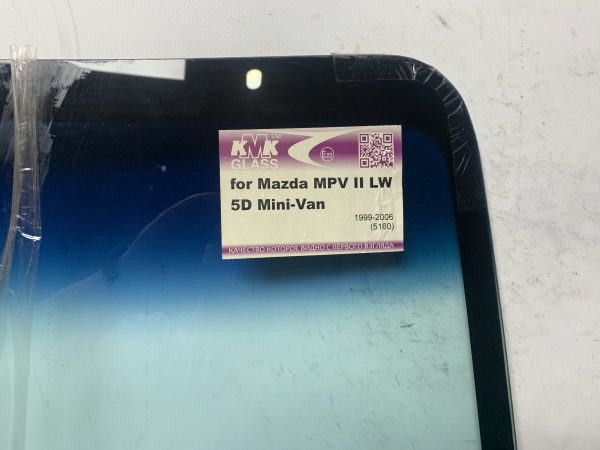 KMK TM
GLASS
E22
for Mazda MPV II LW
5D Mini-Van
1999-2006
(5160)
КАЧЕСТВО КОТОРОЕ ВИДНО С ПЕРВОГО ВЗГЛЯДА